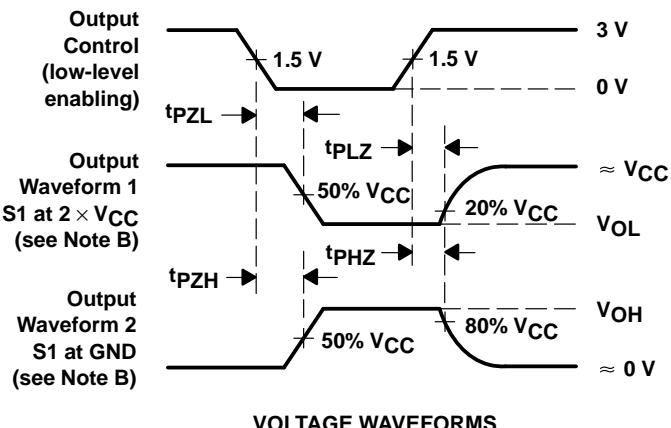 Output
Control
(low-level
enabling)
1.5 V
1.5 V
3 V
0 V
tPZL
tPLZ
Output
Waveform 1
S1 at 2 × VCC
(see Note B)
50% VCC
20% VCC
≈ VCC
VOL
tPZH
tPHZ
Output
Waveform 2
S1 at GND
(see Note B)
50% VCC
80% VCC
VOH
≈ 0 V
VOLTAGE WAVEFORMS